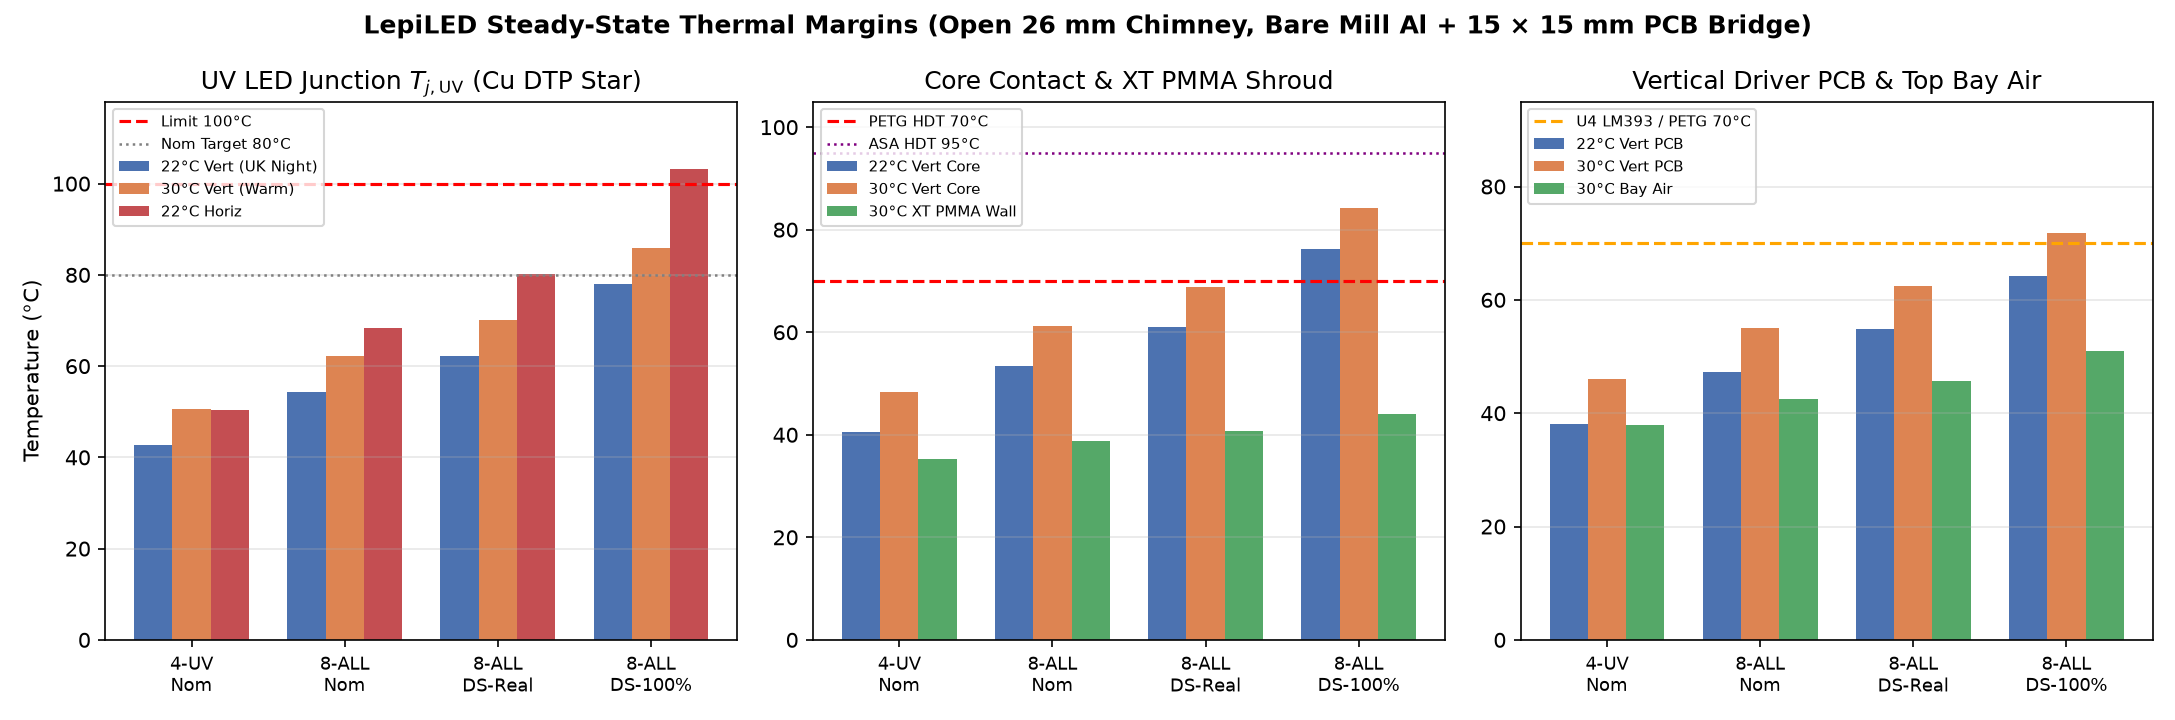 LepiLED Steady-State Thermal Margins (Open 26 mm Chimney, Bare Mill Al + 15 × 15 mm PCB Bridge)
UV LED Junction Tj, UV (Cu DTP Star)
Limit 100°C
Nom Target 80°C
22°C Vert (UK Night)
30°C Vert (Warm)
22°C Horiz
Temperature (°C)
100
80
60
40
20
0
4-UV
Nom
8-ALL
Nom
8-ALL
DS-Real
8-ALL
DS-100%
Core Contact & XT PMMA Shroud
PETG HDT 70°C
ASA HDT 95°C
22°C Vert Core
30°C Vert Core
30°C XT PMMA Wall
100
80
60
40
20
0
4-UV
Nom
8-ALL
Nom
8-ALL
DS-Real
8-ALL
DS-100%
Vertical Driver PCB & Top Bay Air
U4 LM393 / PETG 70°C
22°C Vert PCB
30°C Vert PCB
30°C Bay Air
80
60
40
20
0
4-UV
Nom
8-ALL
Nom
8-ALL
DS-Real
8-ALL
DS-100%